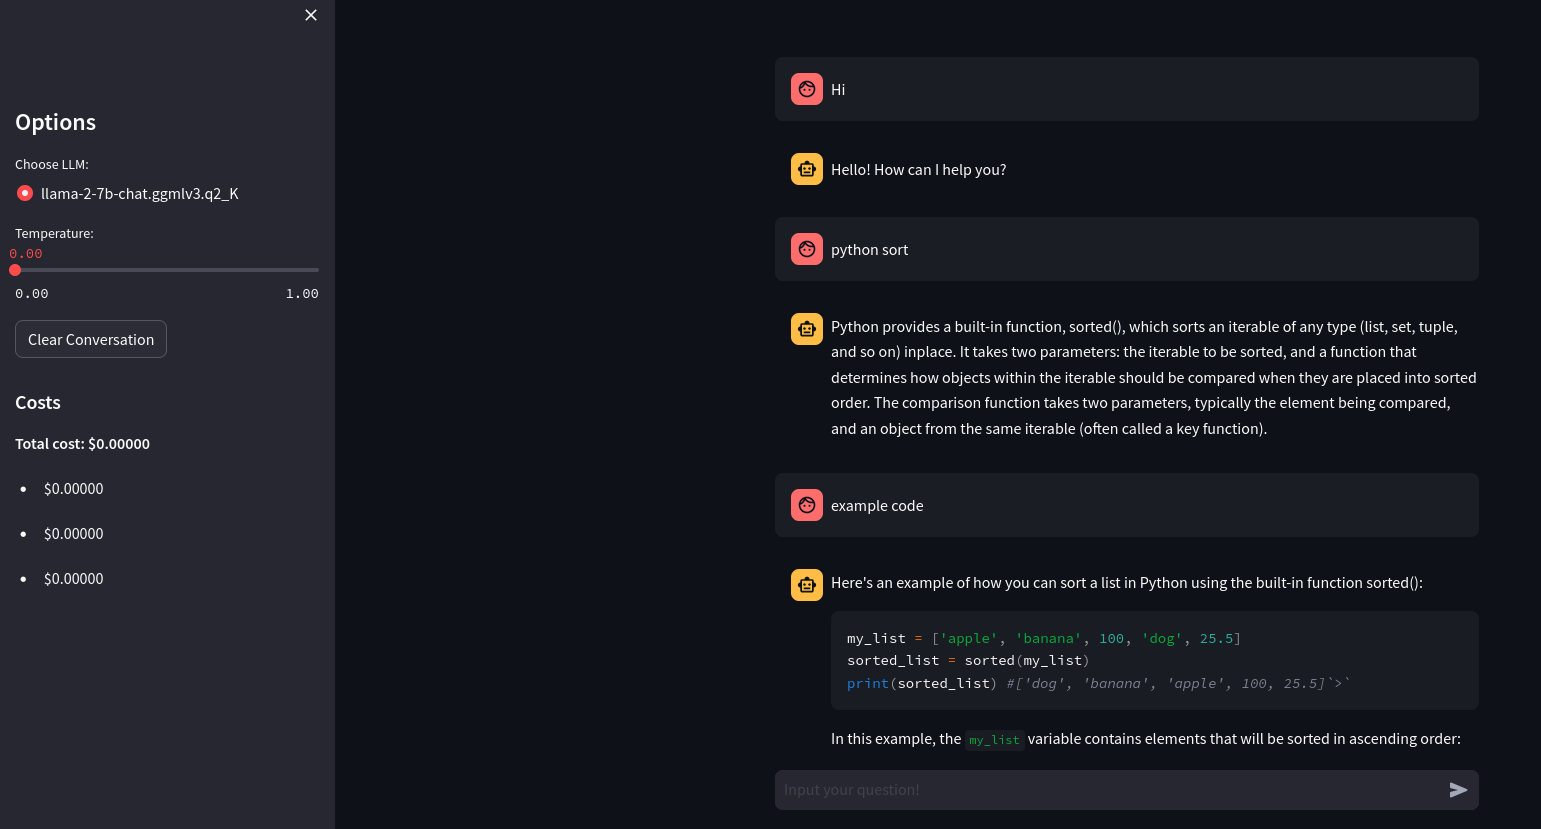 Options
Choose LLM:
llama-2-7b-chat.ggmlv3.q2_K
Temperature:
0.00
0.00 1.00
Clear Conversation
Costs
Total cost: $0.00000
• $0.00000
• $0.00000
• $0.00000
Hi
Hello! How can I help you?
python sort
Python provides a built-in function, sorted(), which sorts an iterable of any type (list, set, tuple,
and so on) inplace. It takes two parameters: the iterable to be sorted, and a function that
determines how objects within the iterable should be compared when they are placed into sorted
order. The comparison function takes two parameters, typically the element being compared,
and an object from the same iterable (often called a key function).
example code
Here's an example of how you can sort a list in Python using the built-in function sorted():
my_list = ['apple', 'banana', 100, 'dog', 25.5]
sorted_list = sorted(my_list)
print(sorted_list) #['dog', 'banana', 'apple', 100, 25.5]`>`
In this example, the my_list variable contains elements that will be sorted in ascending order:
Input your question!